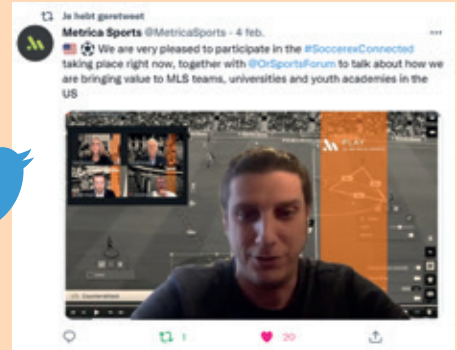 Je hebt geretweet
Metrica Sports @MetricaSports · 4 feb.
We are very pleased to participate in the #SoccerexConnected
taking place right now, together with @OrSportsForum to talk about how we
are bringing value to MLS teams, universities and youth academies in the
US
PLAY
Counterattack
1
20